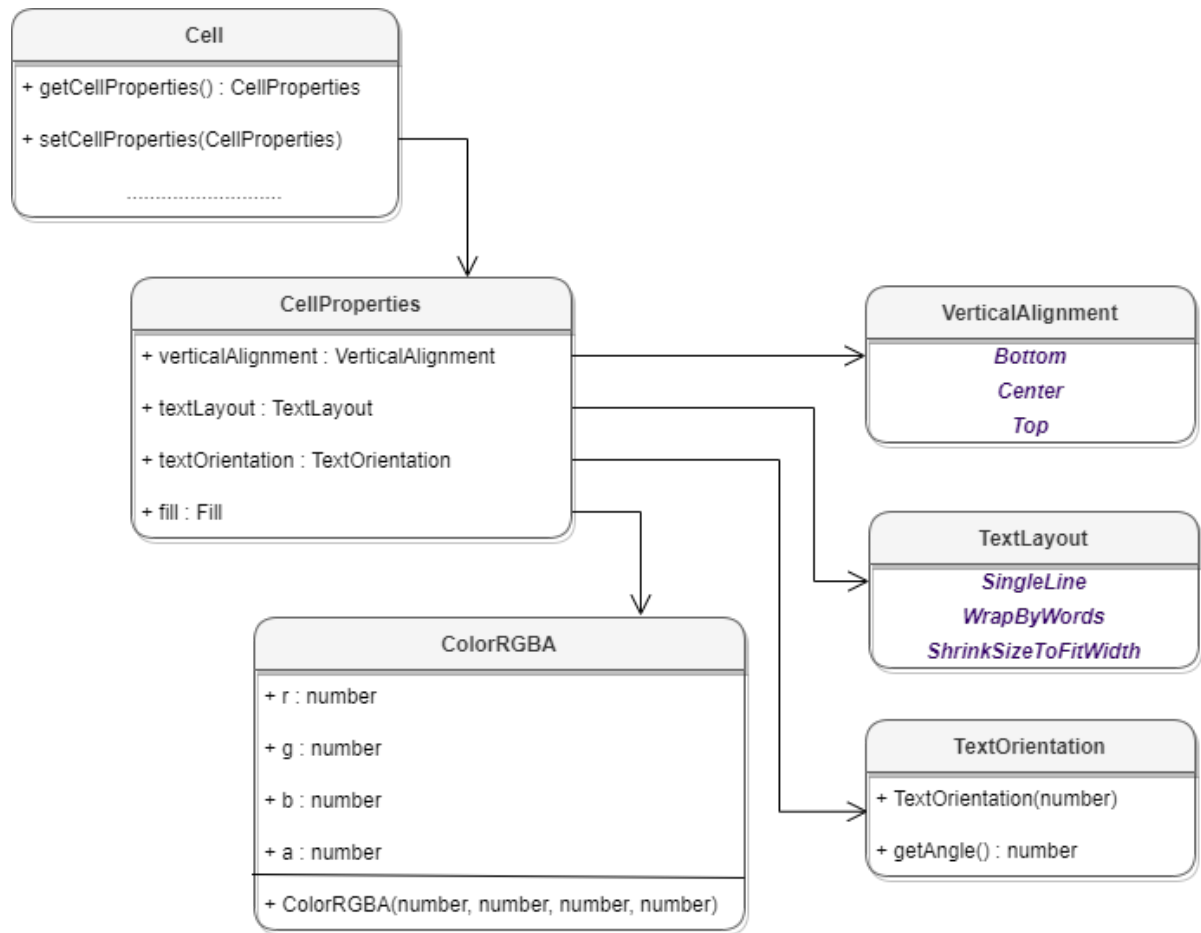 Cell
+ getCellProperties() : CellProperties
+ setCellProperties(CellProperties)
............................
CellProperties
+ verticalAlignment : VerticalAlignment
+ textLayout : TextLayout
+ textOrientation : TextOrientation
+ fill : Fill
VerticalAlignment
Bottom
Center
Top
TextLayout
SingleLine
WrapByWords
ShrinkSizeToFitWidth
ColorRGBA
+ r : number
+ g : number
+ b : number
+ a : number
+ ColorRGBA(number, number, number, number)
TextOrientation
+ TextOrientation(number)
+ getAngle() : number